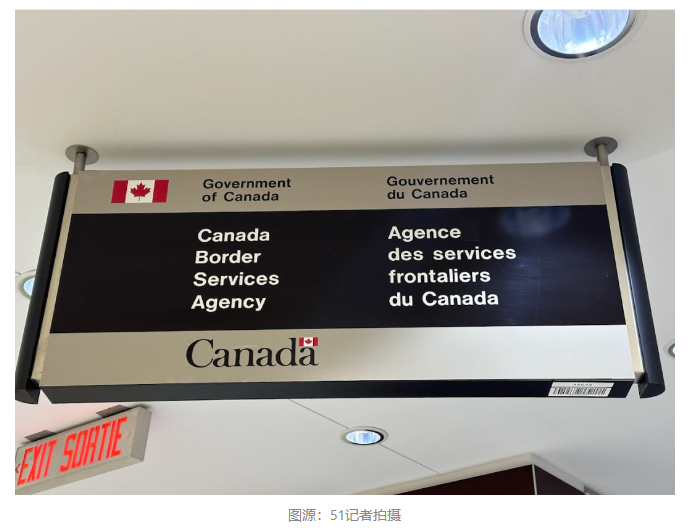 Government
of Canada
Gouvernement
du Canada
Canada
Border
Services
Agency
Agence
des services
frontaliers
du Canada
Canada
EXIT SORTIE
图源：51记者拍摄